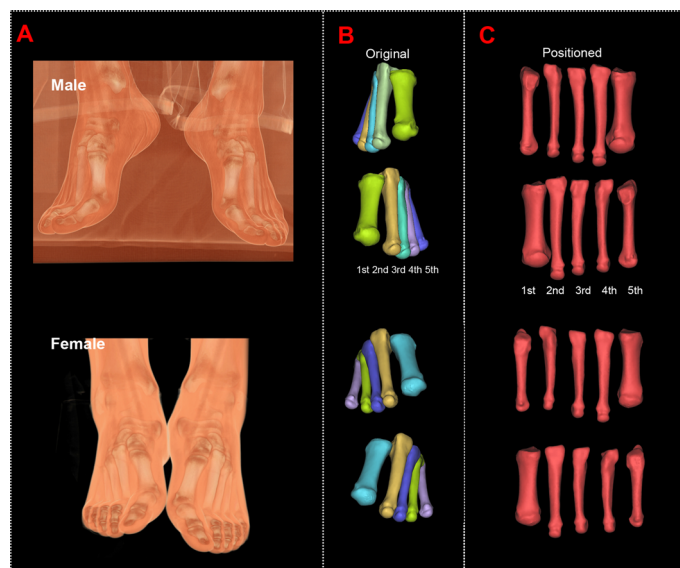 A
Male
Female
B
Original
1st 2nd 3rd 4th 5th
C
Positioned
1st 2nd 3rd 4th 5th